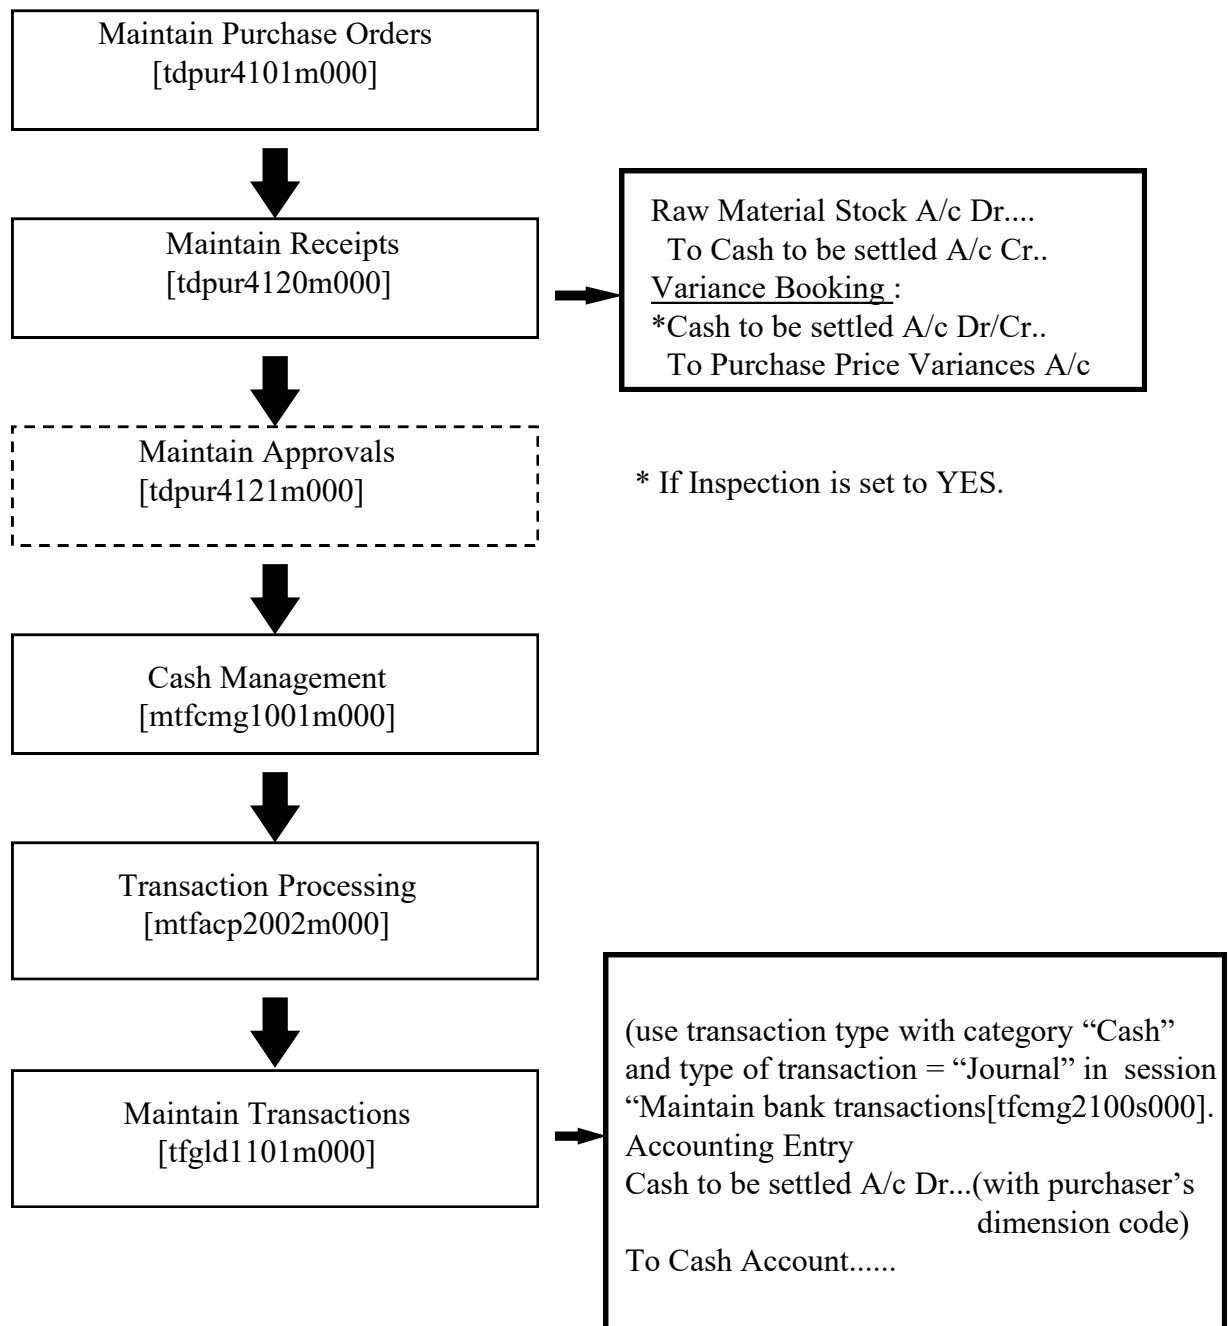 Maintain Purchase Orders
[tdpur4101m000]
Maintain Receipts
[tdpur4120m000]
Raw Material Stock A/c Dr....
To Cash to be settled A/c Cr..
Variance Booking :
*Cash to be settled A/c Dr/Cr..
To Purchase Price Variances A/c
Maintain Approvals
[tdpur4121m000]
* If Inspection is set to YES.
Cash Management
[mtfcmg1001m000]
Transaction Processing
[mtfacp2002m000]
Maintain Transactions
[tfgld1101m000]
(use transaction type with category “Cash”
and type of transaction = “Journal” in session
“Maintain bank transactions[tfcmg2100s000].
Accounting Entry
Cash to be settled A/c Dr...(with purchaser’s
dimension code)
To Cash Account......